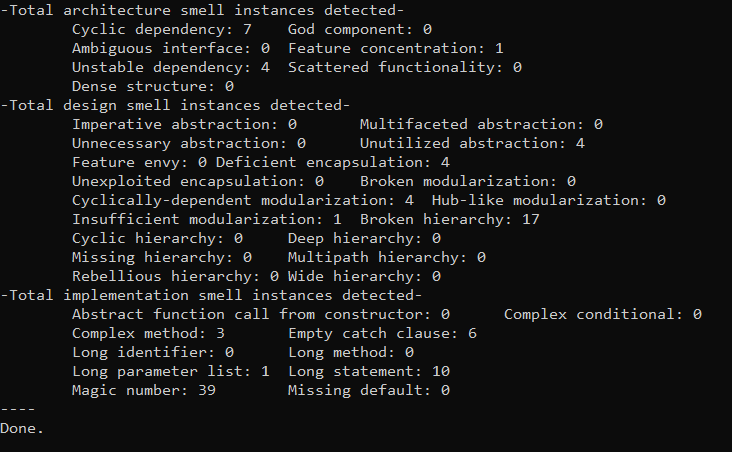 -Total architecture smell instances detected-
Cyclic dependency: 7 God component: 0
Ambiguous interface: 0 Feature concentration: 1
Unstable dependency: 4 Scattered functionality: 0
Dense structure: 0
-Total design smell instances detected-
Imperative abstraction: 0 Multifaceted abstraction: 0
Unnecessary abstraction: 0 Unutilized abstraction: 4
Feature envy: 0 Deficient encapsulation: 4
Unexploited encapsulation: 0 Broken modularization: 0
Cyclically-dependent modularization: 4 Hub-like modularization: 0
Insufficient modularization: 1 Broken hierarchy: 17
Cyclic hierarchy: 0 Deep hierarchy: 0
Missing hierarchy: 0 Multipath hierarchy: 0
Rebellious hierarchy: 0 Wide hierarchy: 0
-Total implementation smell instances detected-
Abstract function call from constructor: 0 Complex conditional: 0
Complex method: 3 Empty catch clause: 6
Long identifier: 0 Long method: 0
Long parameter list: 1 Long statement: 10
Magic number: 39 Missing default: 0
----
Done.